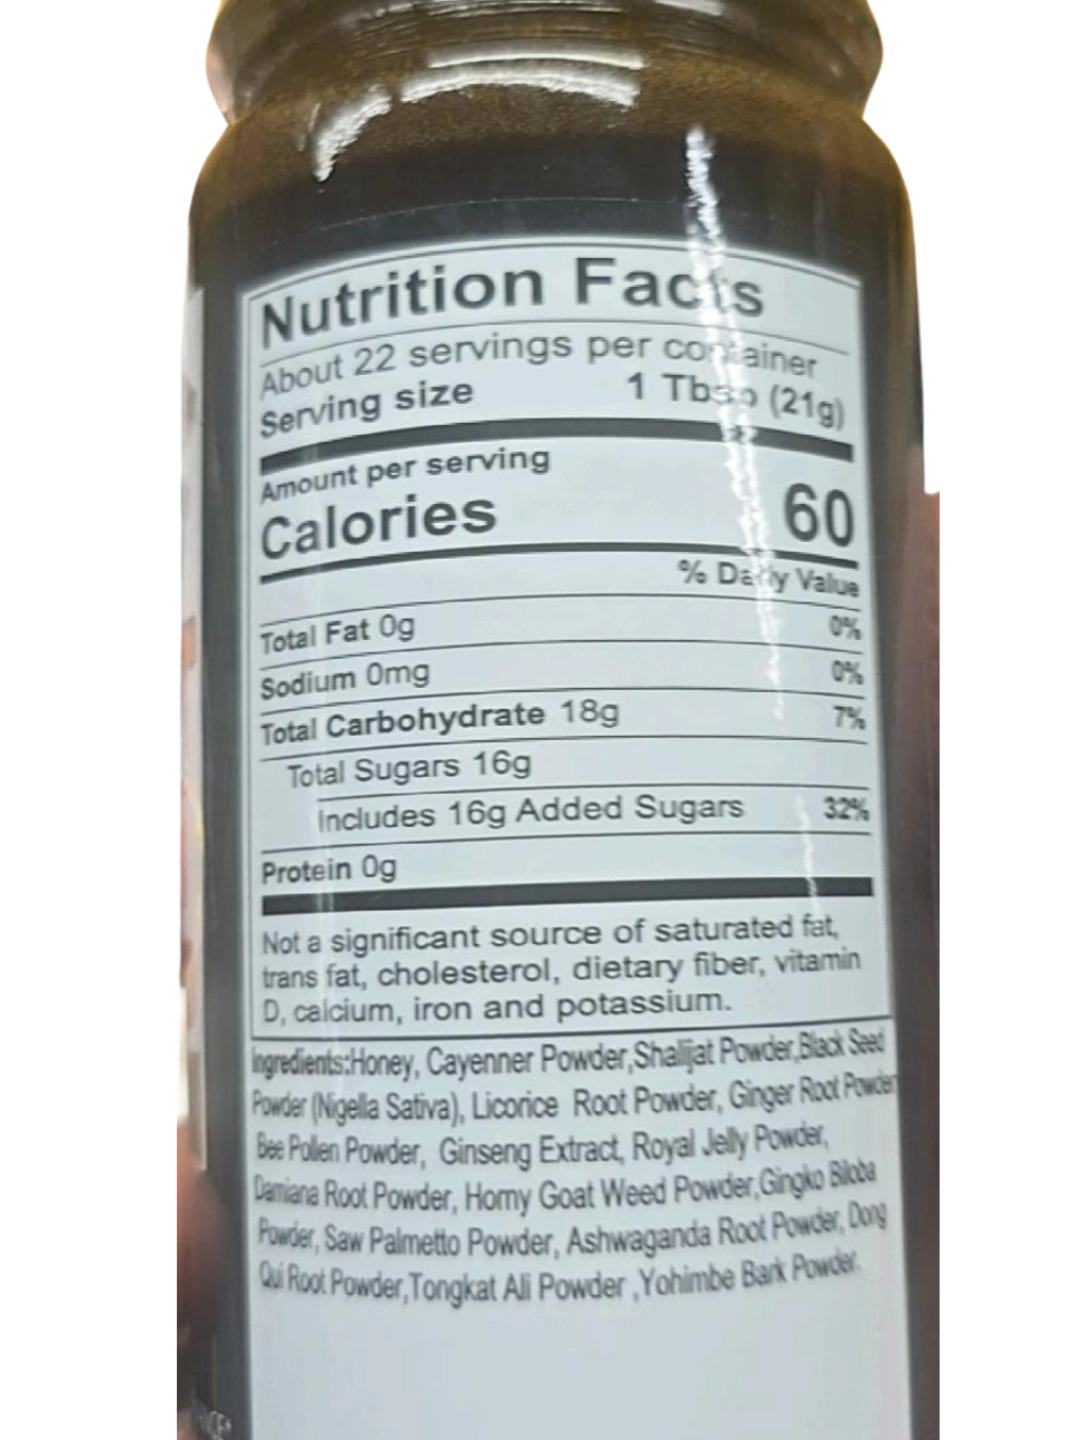 Nutrition Facts
About 22 servings per container
Serving size 1 Tbsp (21g)
Amount per serving
Calories 60
% Daily Value
Total Fat 0g 0%
Sodium 0mg 0%
Total Carbohydrate 18g 7%
Total Sugars 16g
Includes 16g Added Sugars 32%
Protein 0g
Not a significant source of saturated fat,
trans fat, cholesterol, dietary fiber, vitamin
D, calcium, iron and potassium.
Ingredients:Honey, Cayenner Powder,Shalijat Powder,Black Seed
Powder (Nigella Sativa), Licorice Root Powder, Ginger Root Powder
Bee Pollen Powder, Ginseng Extract, Royal Jelly Powder,
Damiana Root Powder, Horny Goat Weed Powder,Gingko Biloba
Powder, Saw Palmetto Powder, Ashwaganda Root Powder, Dong
Qui Root Powder,Tongkat Ali Powder ,Yohimbe Bark Powder.